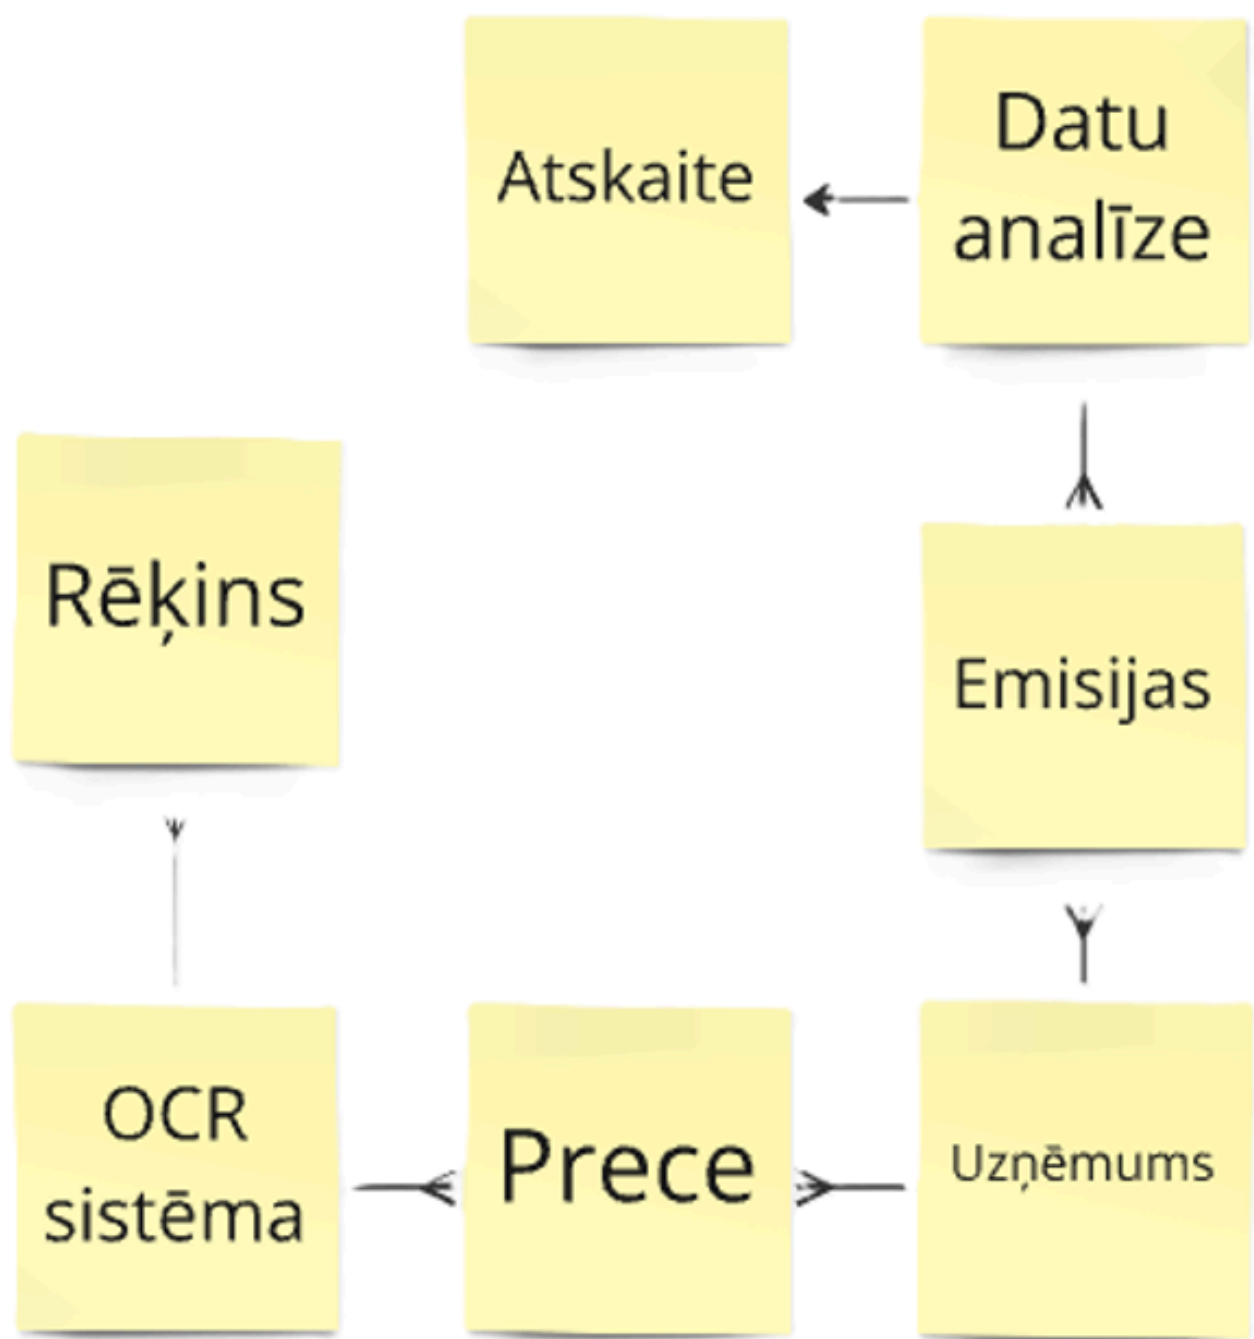 Atskaite
Datu
analīze
Rēķins
Emisijas
OCR
sistēma
Prece
Uzņēmums